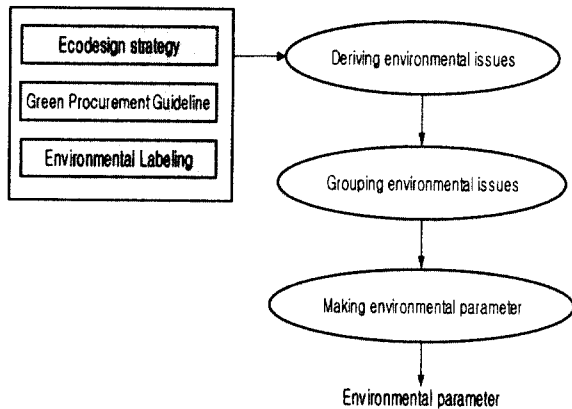 Ecodesign strategy
Green Procurement Guideline
Environmental Labeling
Deriving environmental issues
Grouping environmental issues
Making environmental parameter
Environmental parameter